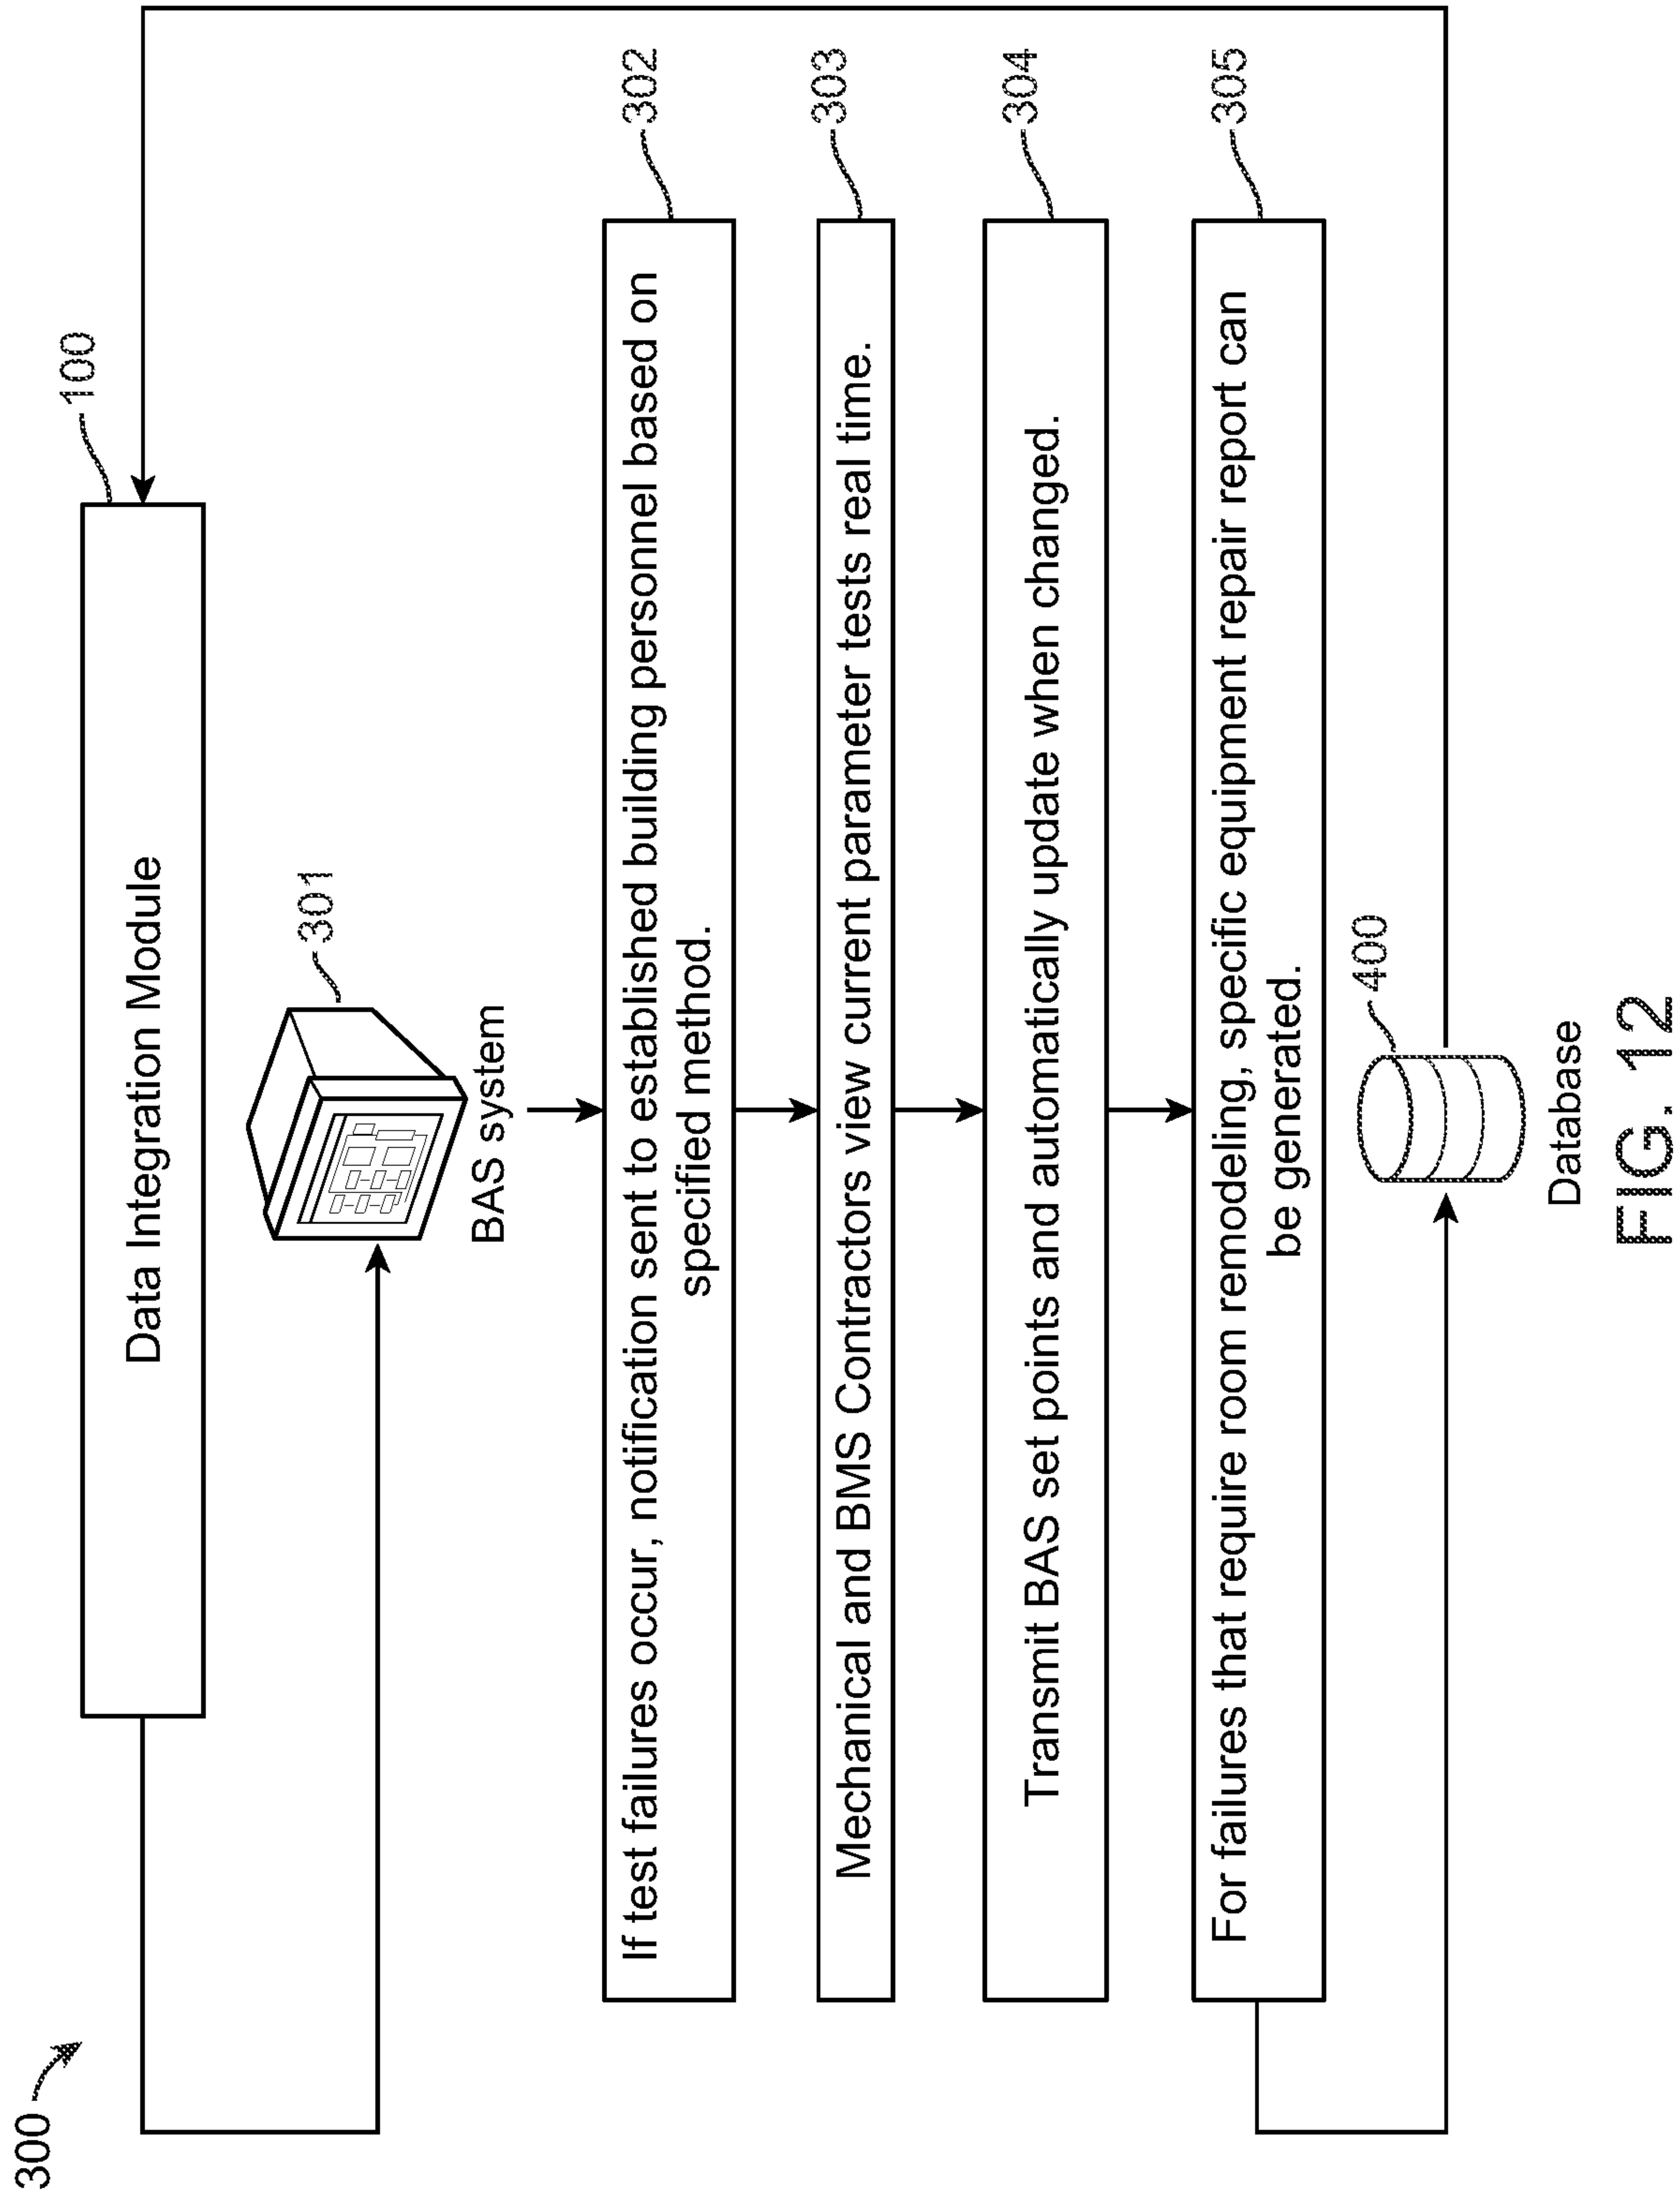 300
100
Data Integration Module
301
BAS system
302
If test failures occur, notification sent to established building personnel based on
specified method.
303
Mechanical and BMS Contractors view current parameter tests real time.
304
Transmit BAS set points and automatically update when changed.
305
For failures that require room remodeling, specific equipment repair report can
be generated.
400
Database
FIG. 12